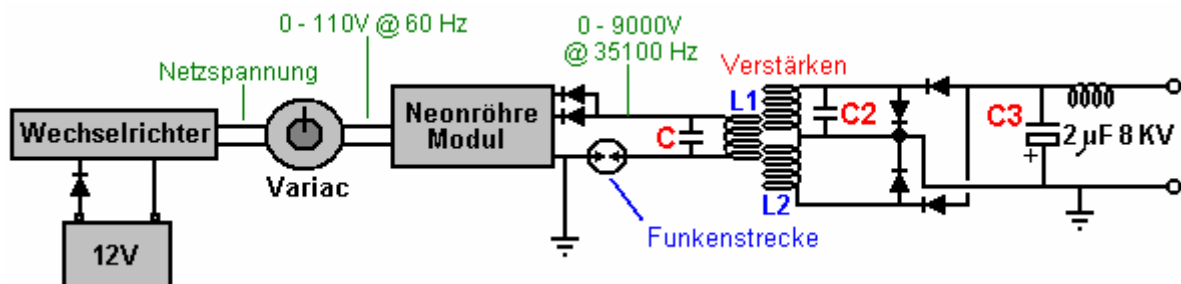 0 - 110V @ 60 Hz
0 - 9000V
@ 35100 Hz
Netzspannung
Verstärken
Wechselrichter
Variac
Neonröhre
Modul
C
L1
L2
C2
C3
2 µF 8 KV
+
12V
Funkenstrecke